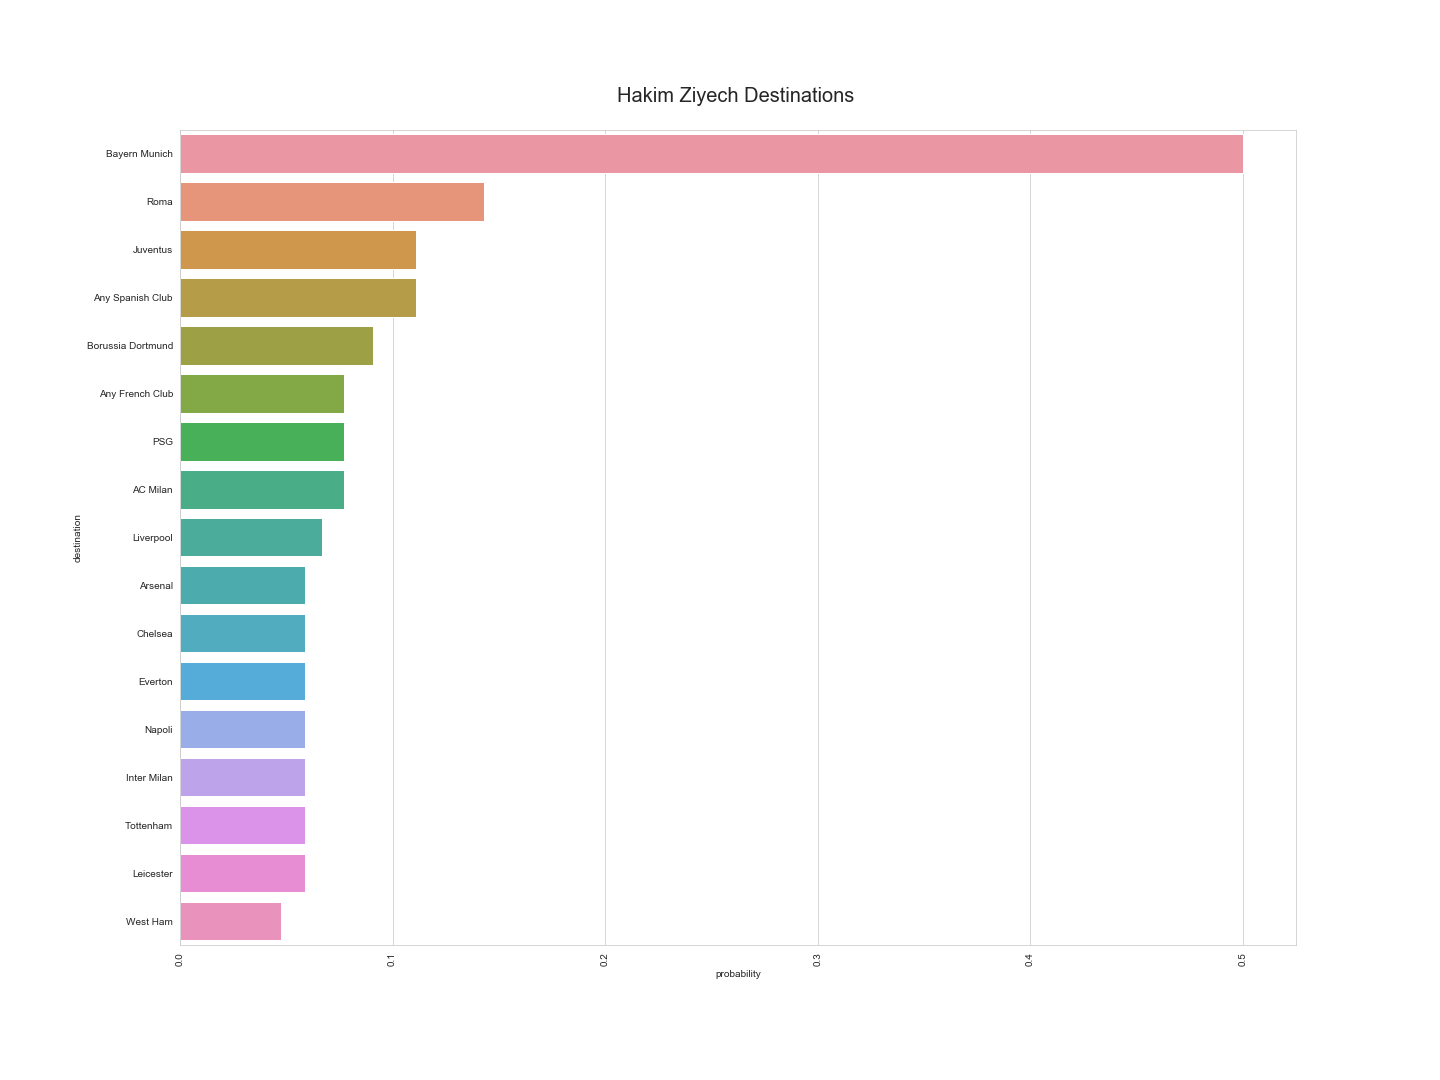 Hakim Ziyech Destinations
Bayern Munich
Roma
Juventus
Any Spanish Club
Borussia Dortmund
Any French Club
PSG
AC Milan
Liverpool
Arsenal
Chelsea
Everton
Napoli
Inter Milan
Tottenham
Leicester
West Ham
destination
0.0 0.1 0.2 0.3 0.4 0.5
probability